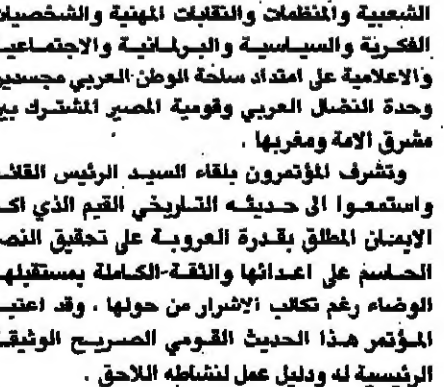 الشعبية والمنظمات والنقابات المهنية والشخصيات
الفكرية والسياسية والبرلمانية والاجتماعيـ
والاعلامية على امتداد ساحة الوطن العربي مجسدين
وحدة النضال العربي وقومية المصير المشترك بين
مشرق الامة ومغربها .
وتشرف المؤتمرون بلقاء السيد الرئيس القائـ
واستمعوا الى حديثه التاريخي القيم الذي اكـ
الايمان المطلق بقدرة العروبة على تحقيق النصـ
الحاسم على اعدائها والثقة الكاملة بمستقبلهـ
الوضاء رغم تكالب الاشرار من حولها . وقد اعتبـ
المؤتمر هذا الحديث القومي الصريح الوثيقـ
الرئيسية له ودليل عمل لنشاطه اللاحق .